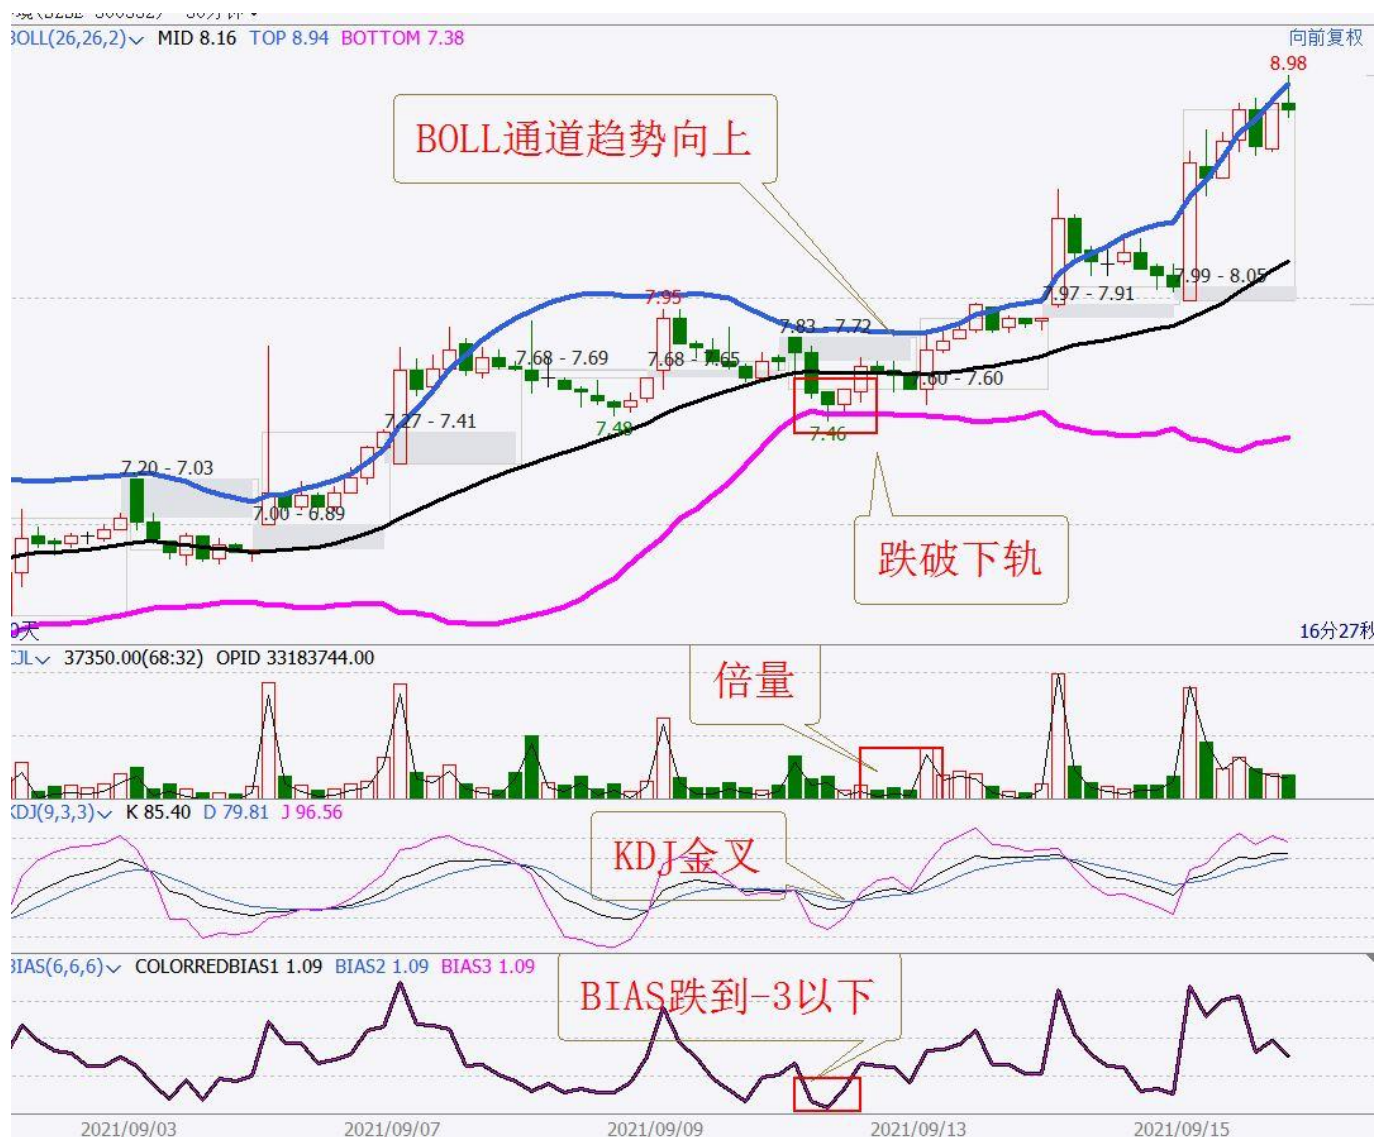 BOLL(26,26,2) MID 8.16 TOP 8.94 BOTTOM 7.38
向前复权
8.98
BOLL通道趋势向上
7.99 - 8.05
7.95
7.97 - 7.91
7.83 - 7.72
7.68 - 7.69
7.68 - 7.65
7.60 - 7.60
7.27 - 7.41
7.48
7.46
7.20 - 7.03
7.00 - 6.89
跌破下轨
16分27秒
CJL 37350.00(68:32) OPID 33183744.00
倍量
KDJ(9,3,3) K 85.40 D 79.81 J 96.56
KDJ金叉
BIAS(6,6,6) COLORREDBIAS1 1.09 BIAS2 1.09 BIAS3 1.09
BIAS跌到-3以下
2021/09/03 2021/09/07 2021/09/09 2021/09/13 2021/09/15